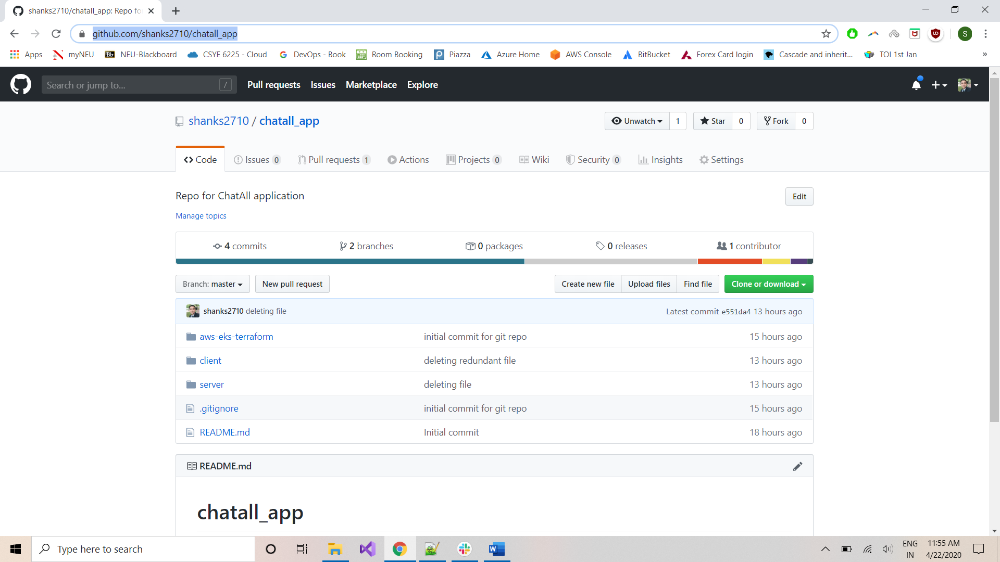 shanks2710/chatall_app: Repo fo
github.com/shanks2710/chatall_app
S
Apps myNEU Bb NEU-Blackboard CSYE 6225 - Cloud G DevOps - Book Room Booking Piazza Azure Home AWS Console BitBucket Forex Card login Cascade and inherit... TOI 1st Jan »
Search or jump to... / Pull requests Issues Marketplace Explore
shanks2710 / chatall_app Unwatch 1 Star 0 Fork 0
Code Issues 0 Pull requests 1 Actions Projects 0 Wiki Security 0 Insights Settings
Repo for ChatAll application Edit
Manage topics
4 commits 2 branches 0 packages 0 releases 1 contributor
Branch: master New pull request Create new file Upload files Find file Clone or download
shanks2710 deleting file Latest commit e551da4 13 hours ago
aws-eks-terraform initial commit for git repo 15 hours ago
client deleting redundant file 13 hours ago
server deleting file 13 hours ago
.gitignore initial commit for git repo 15 hours ago
README.md Initial commit 18 hours ago
README.md
chatall_app
Type here to search
ENG 11:55 AM
IN 4/22/2020